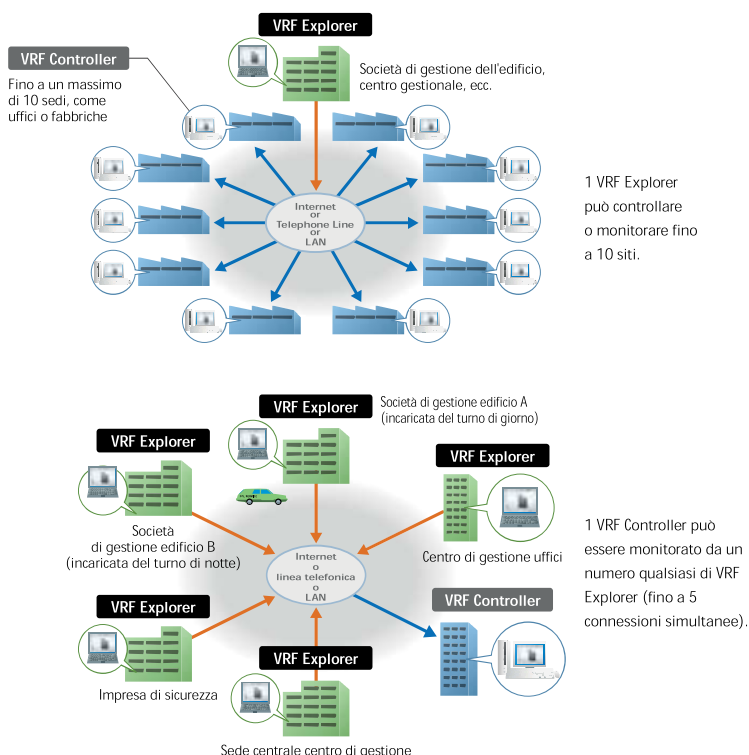 VRF Explorer
VRF Controller
Fino a un massimo
di 10 sedi, come
uffici o fabbriche
Società di gestione dell'edificio,
centro gestionale, ecc.
Internet
or
Telephone Line
or
LAN
1 VRF Explorer
può controllare
o monitorare fino
a 10 siti.
VRF Explorer
Società di gestione edificio A
(incaricata del turno di giorno)
VRF Explorer
Società
di gestione edificio B
(incaricata del turno di notte)
VRF Explorer
Centro di gestione uffici
Internet
o
linea telefonica
o
LAN
VRF Explorer
Impresa di sicurezza
VRF Controller
VRF Explorer
Sede centrale centro di gestione
1 VRF Controller può
essere monitorato da un
numero qualsiasi di VRF
Explorer (fino a 5
connessioni simultanee).